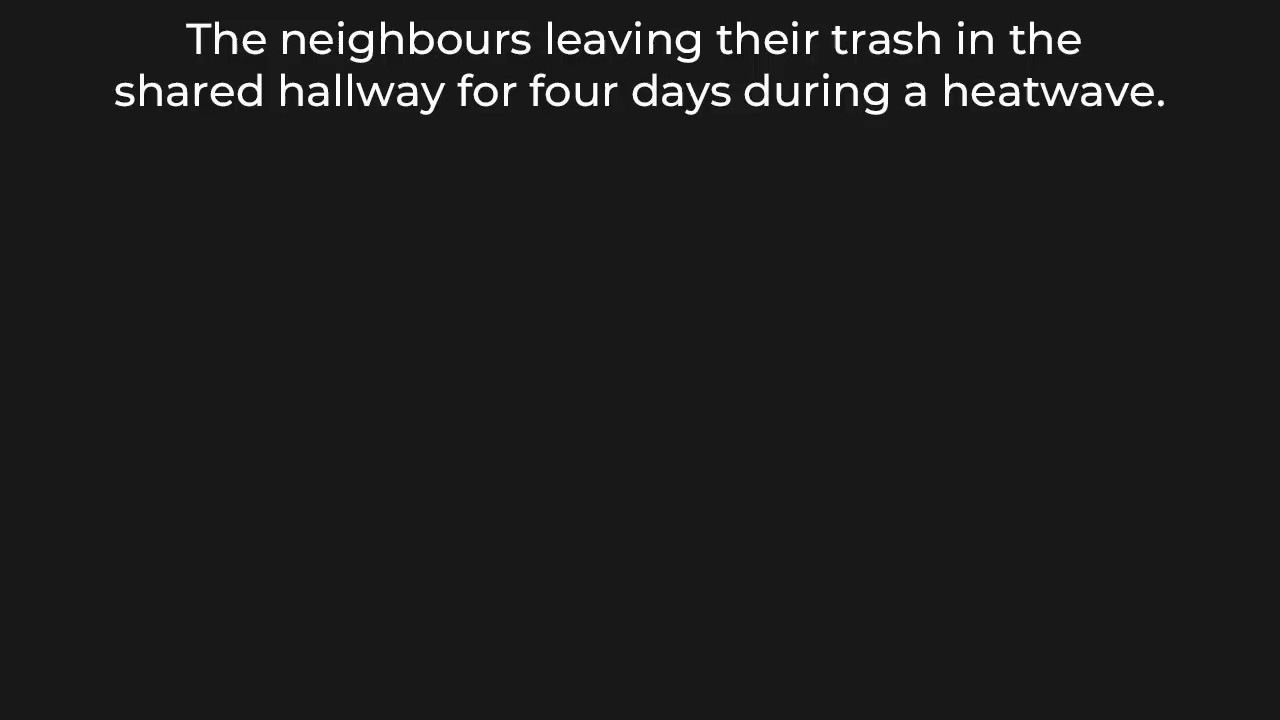 The neighbours leaving their trash in the
shared hallway for four days during a heatwave.